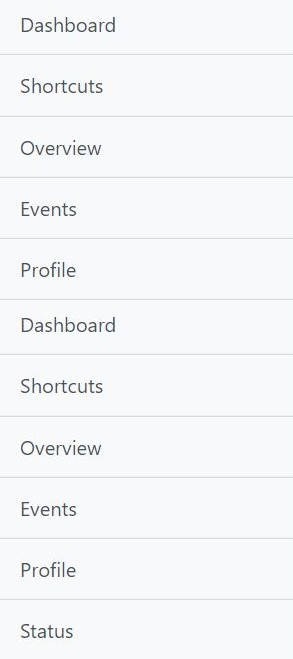 Dashboard
Shortcuts
Overview
Events
Profile
Dashboard
Shortcuts
Overview
Events
Profile
Status